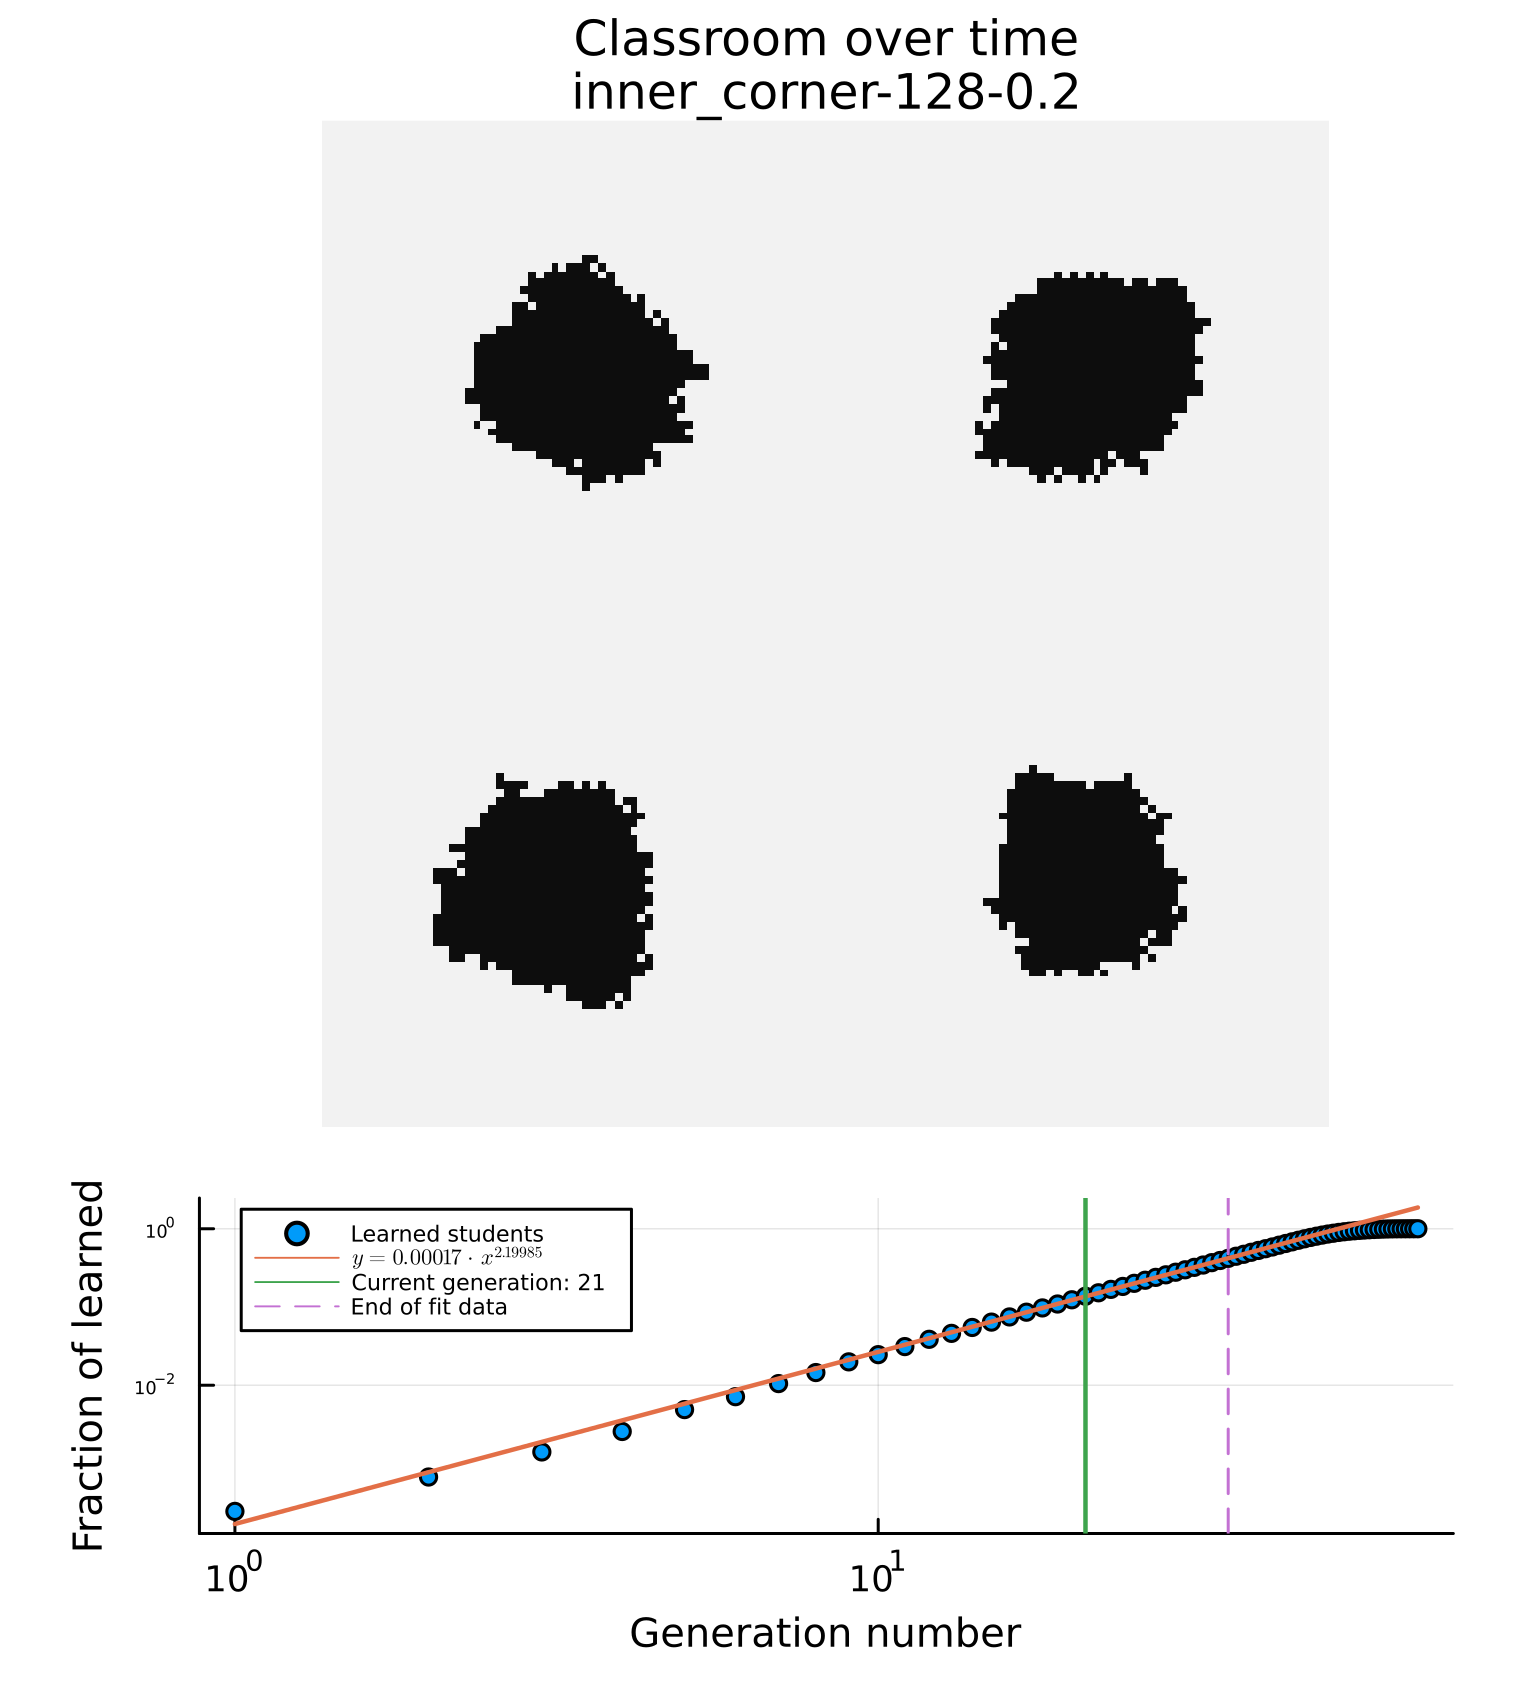 Classroom over time
inner_corner-128-0.2
Learned students
y = 0.00017 · x^2.19985
Current generation: 21
End of fit data
Fraction of learned
10^0
10^-2
10^0
10^1
Generation number